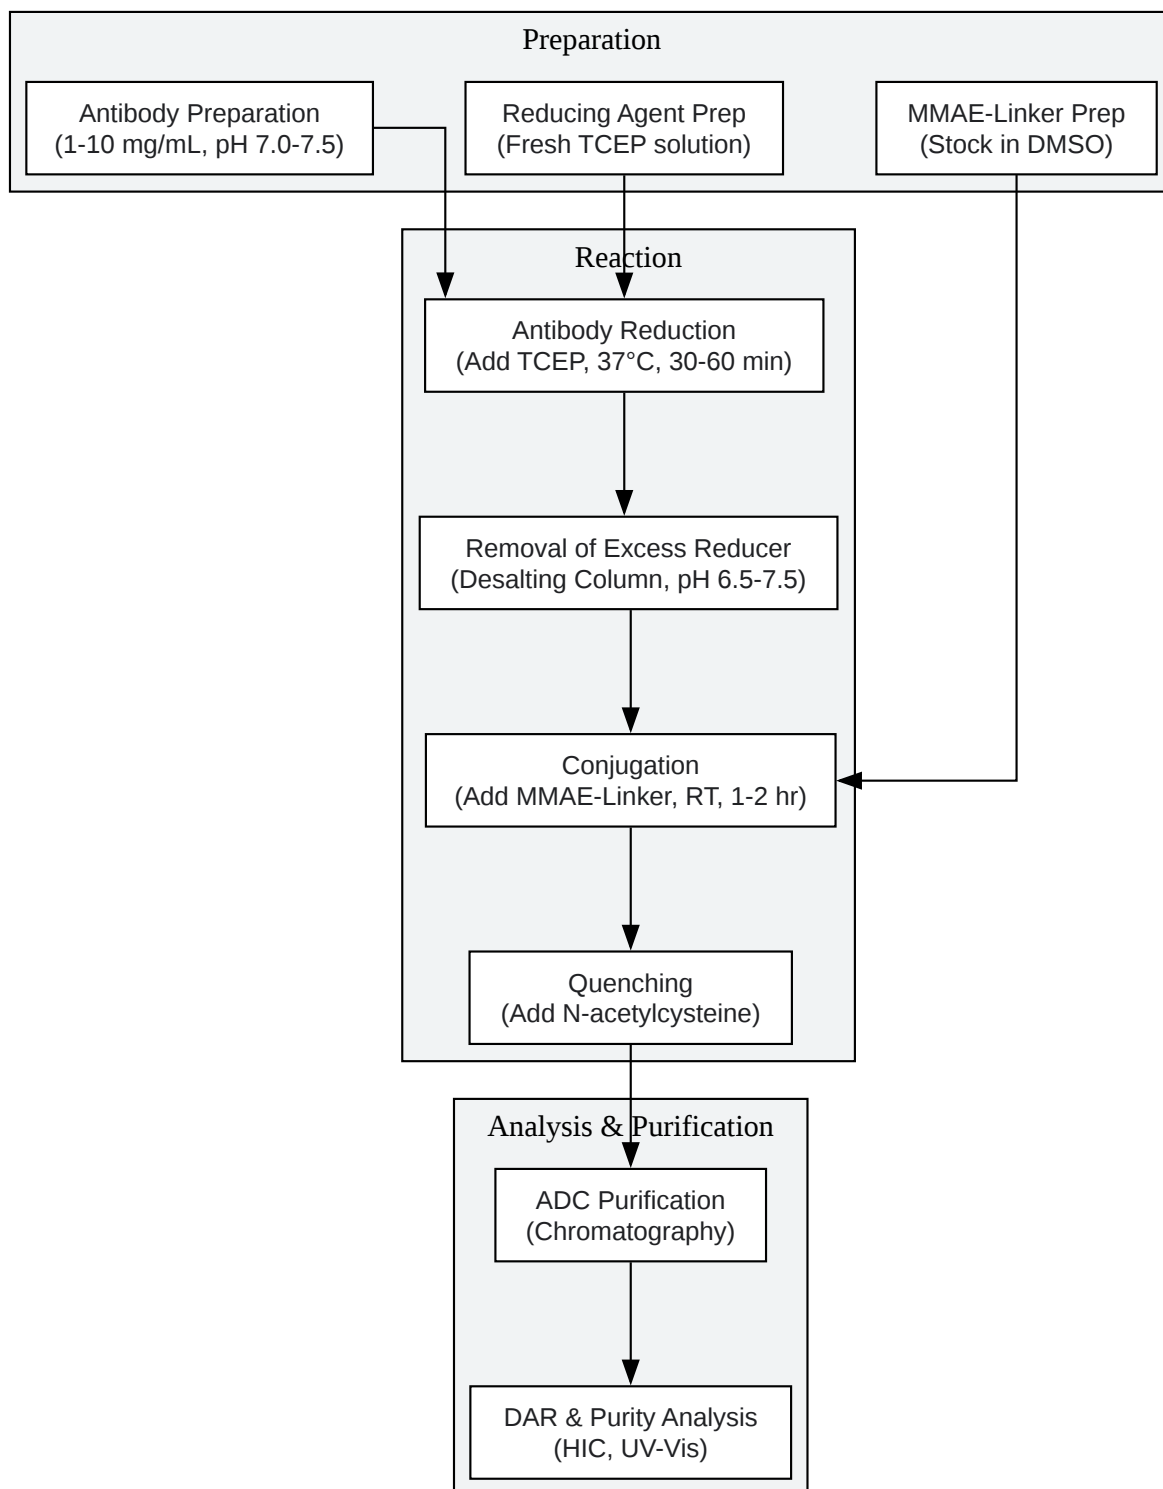 Preparation
Antibody Preparation
(1-10 mg/mL, pH 7.0-7.5)
Reducing Agent Prep
(Fresh TCEP solution)
MMAE-Linker Prep
(Stock in DMSO)
Reaction
Antibody Reduction
(Add TCEP, 37°C, 30-60 min)
Removal of Excess Reducer
(Desalting Column, pH 6.5-7.5)
Conjugation
(Add MMAE-Linker, RT, 1-2 hr)
Quenching
(Add N-acetylcysteine)
Analysis & Purification
ADC Purification
(Chromatography)
DAR & Purity Analysis
(HIC, UV-Vis)